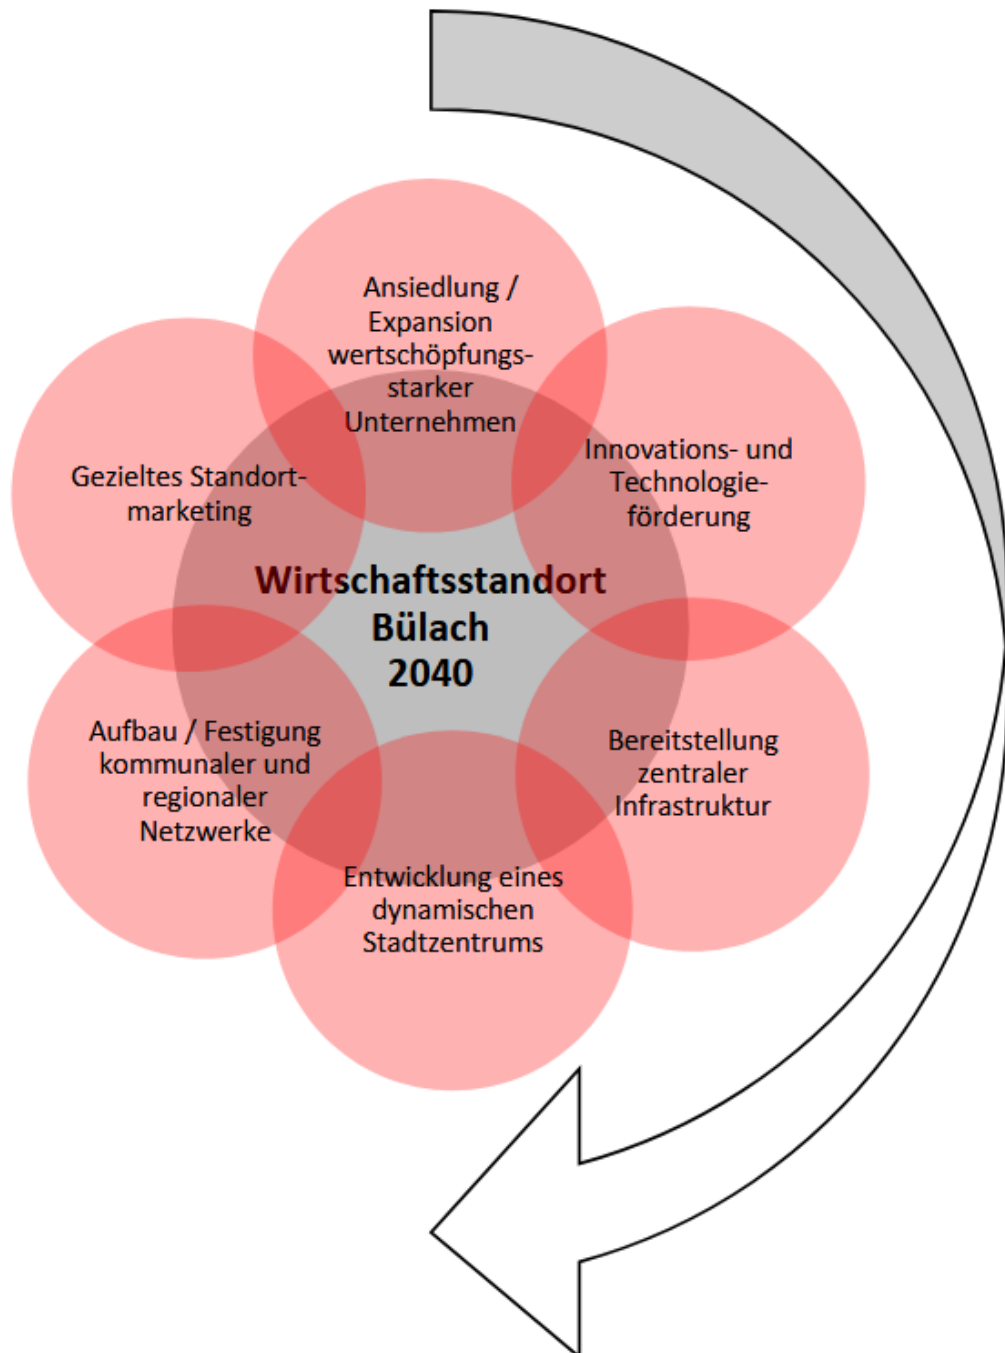 Ansiedlung /
Expansion
wertschöpfungs-
starker
Unternehmen
Innovations- und
Technologie-
förderung
Gezieltes Standort-
marketing
Wirtschaftsstandort
Bülach
2040
Aufbau / Festigung
kommunaler und
regionaler
Netzwerke
Bereitstellung
zentraler
Infrastruktur
Entwicklung eines
dynamischen
Stadtzentrums